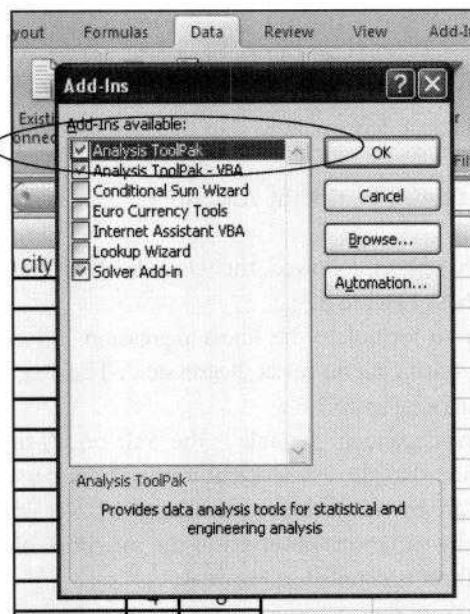 yout Formulas Data Review View Add-I
Add-Ins
Existi
onnec
Add-Ins available:
Analysis ToolPak
Analysis ToolPak - VBA
Conditional Sum Wizard
Euro Currency Tools
Internet Assistant VBA
Lookup Wizard
Solver Add-in
OK
Cancel
Browse...
Automation...
r
Fil
city
Analysis ToolPak
Provides data analysis tools for statistical and
engineering analysis